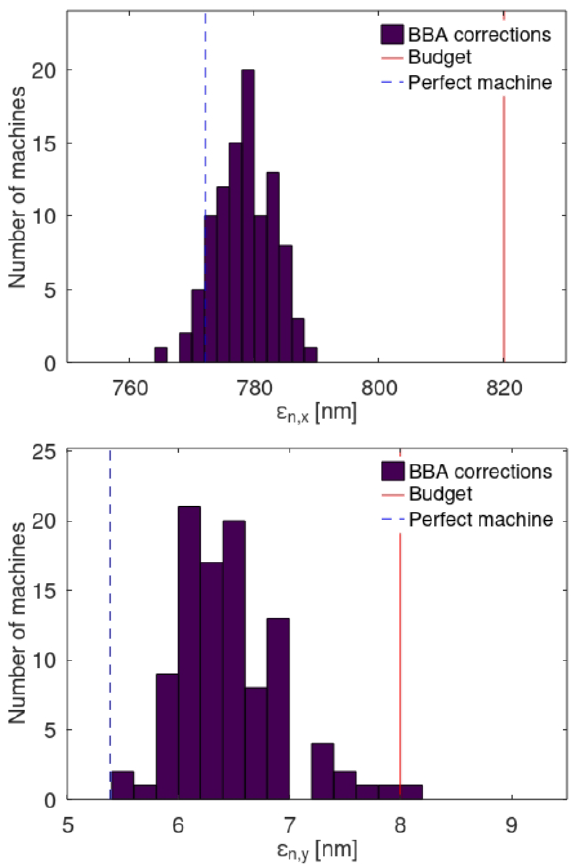 20
15
10
5
0
Number of machines
BBA corrections
Budget
Perfect machine
760 780 800 820
εn,x [nm]
25
20
15
10
5
0
Number of machines
BBA corrections
Budget
Perfect machine
5 6 7 8 9
εn,y [nm]